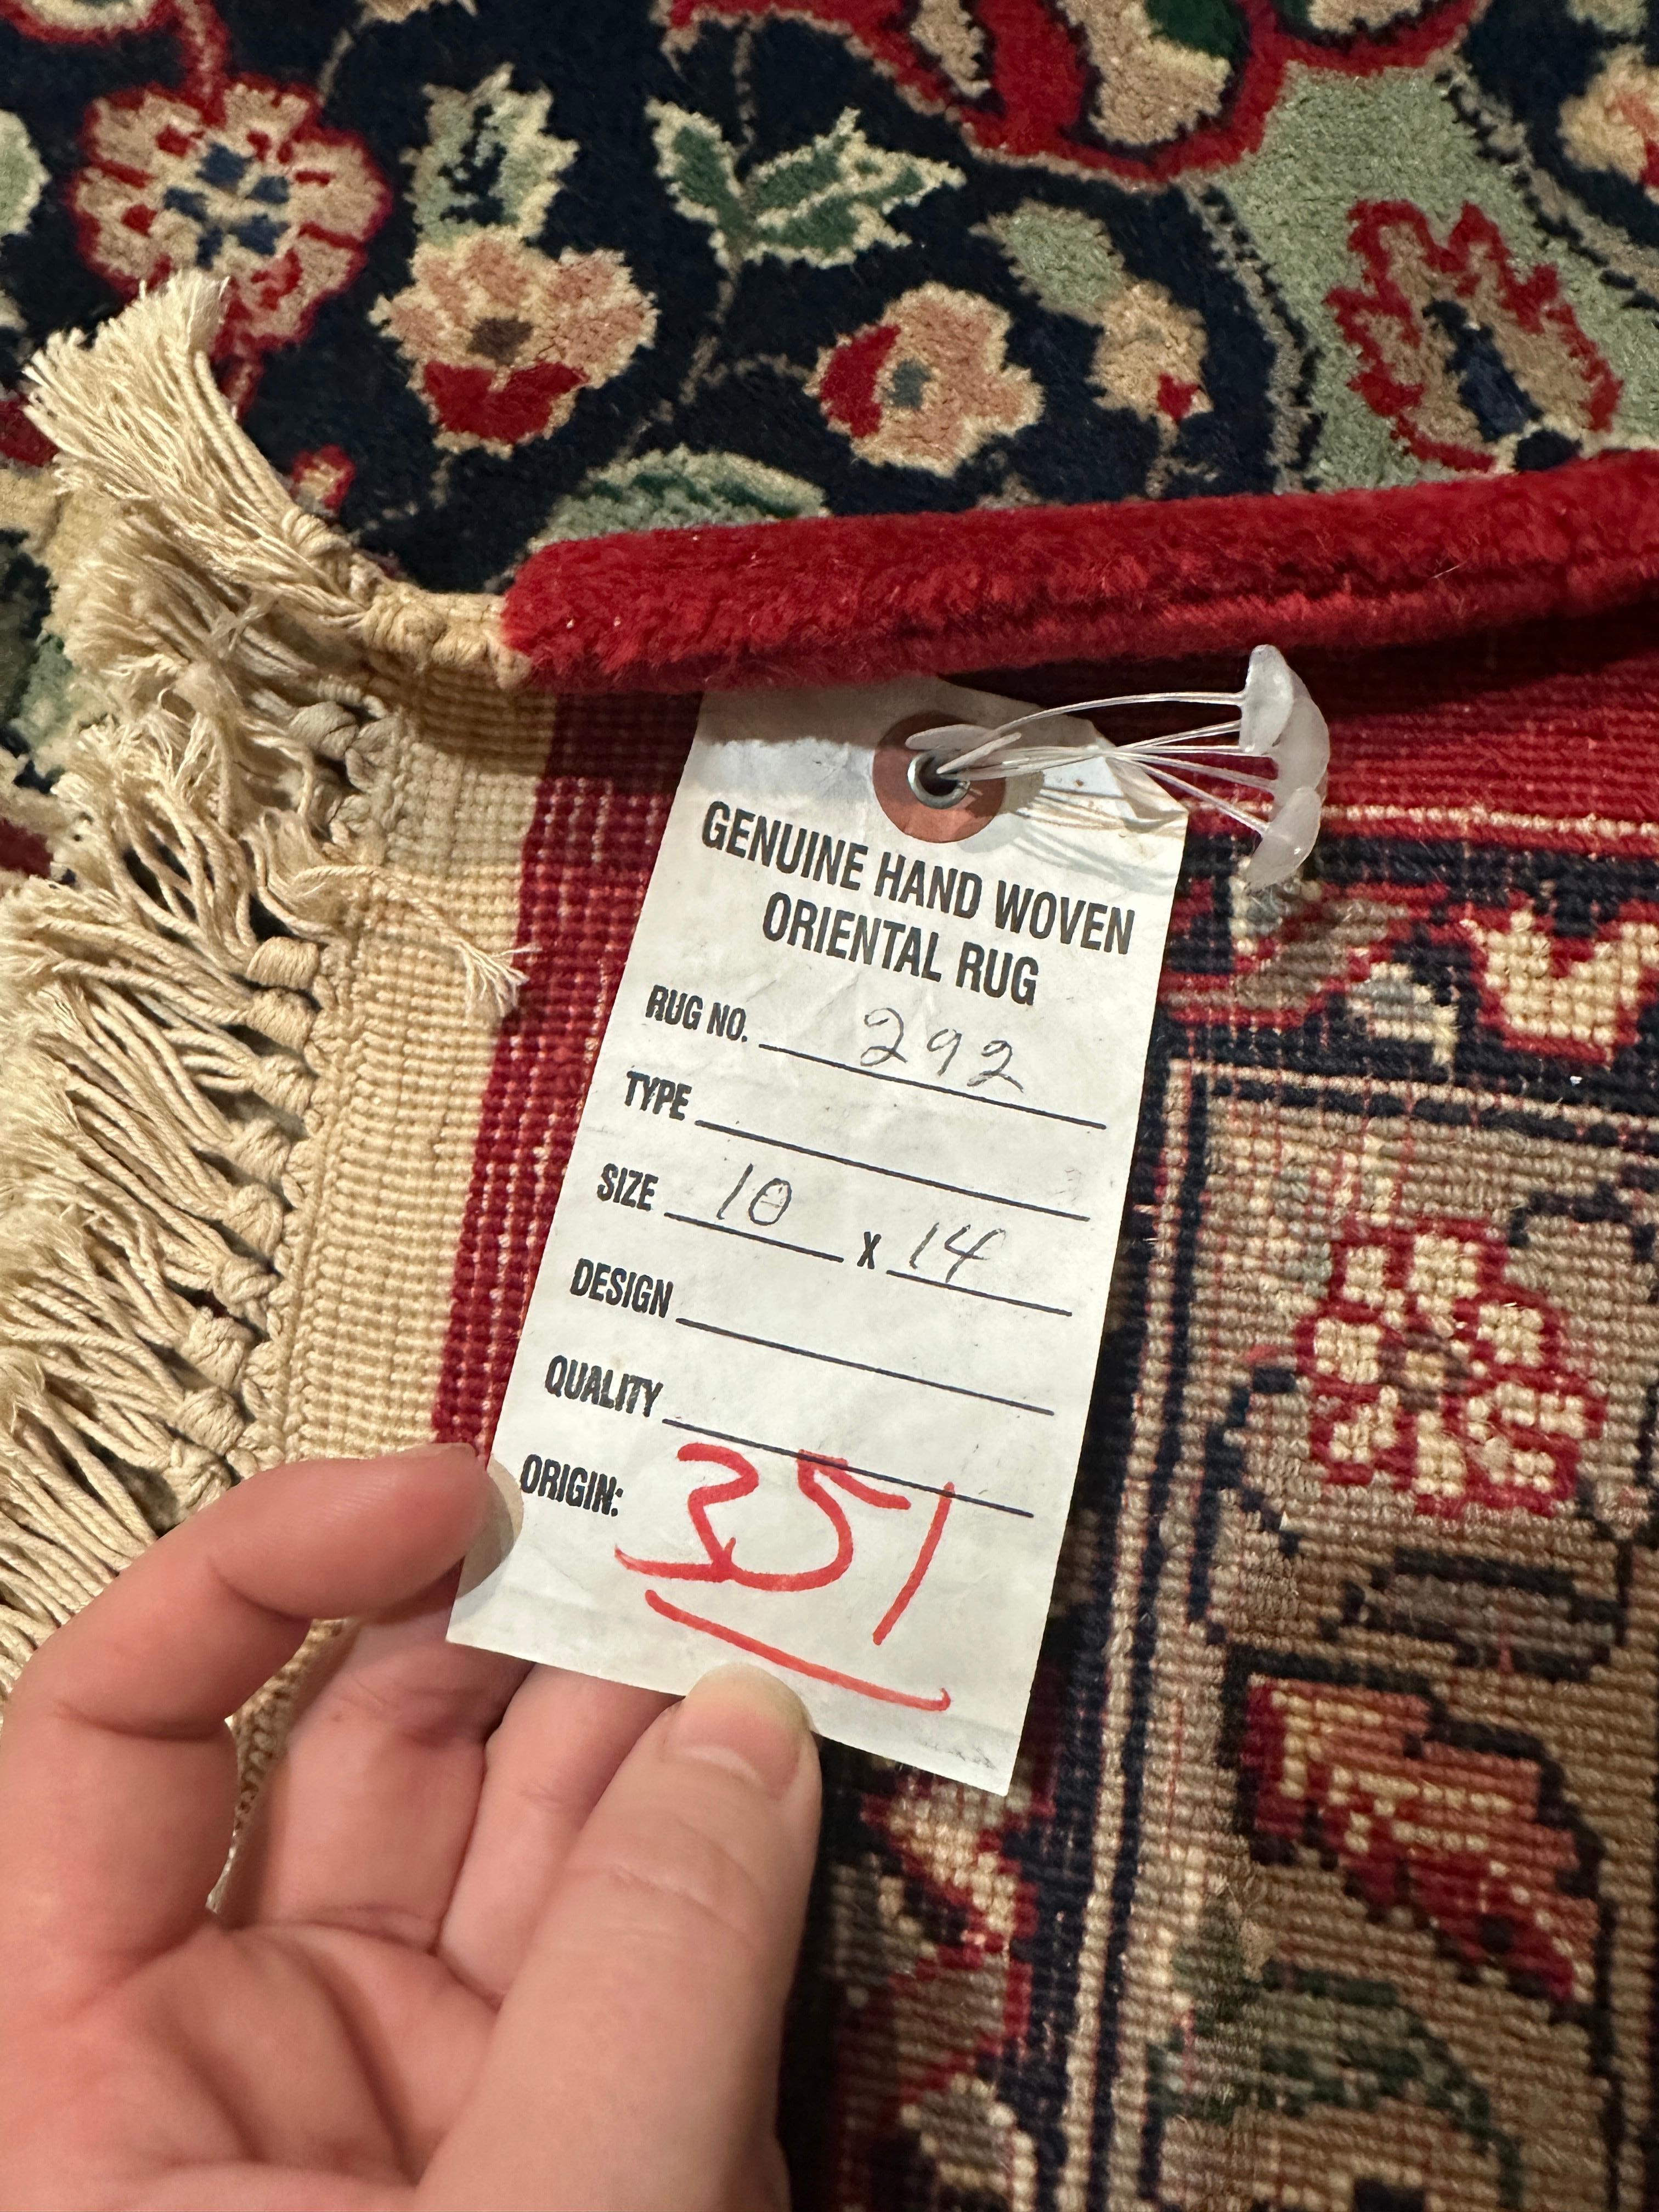 GENUINE HAND WOVEN
ORIENTAL RUG
RUG NO. 292
TYPE
SIZE 10 X 14
DESIGN
QUALITY
ORIGIN:
351